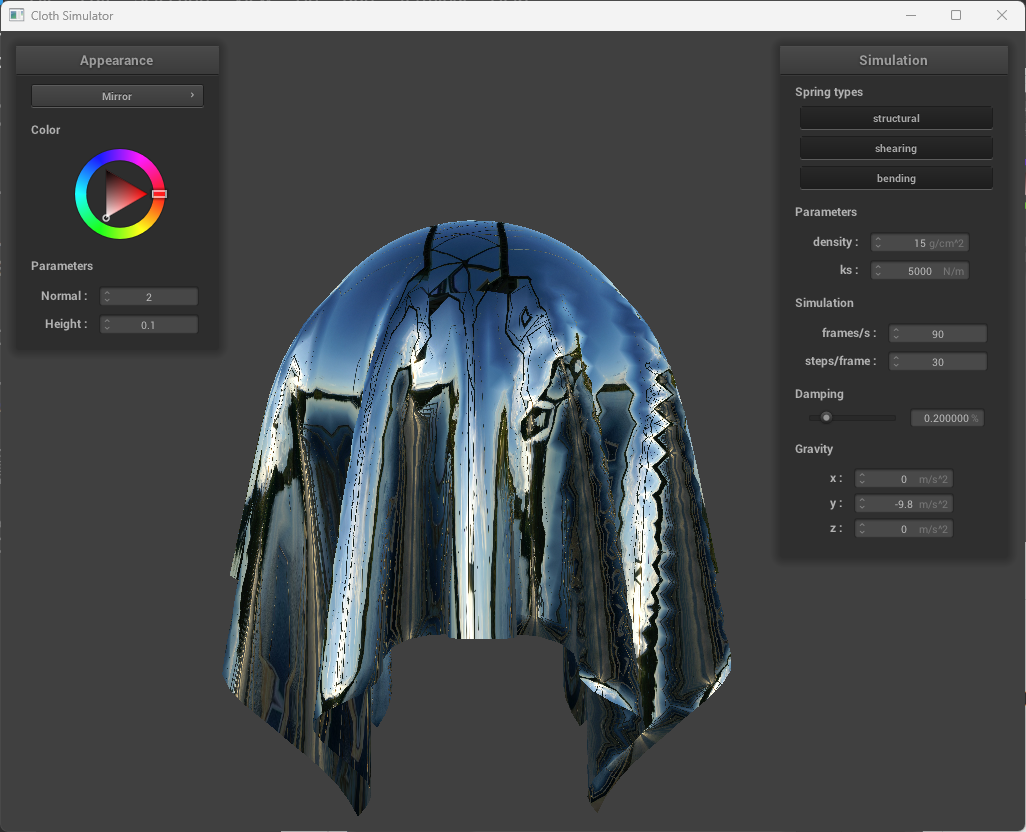 Cloth Simulator
Appearance
Mirror
Color
Parameters
Normal : 2
Height : 0.1
Simulation
Spring types
structural
shearing
bending
Parameters
density : 15 g/cm^2
ks : 5000 N/m
Simulation
frames/s : 90
steps/frame : 30
Damping
0.200000 %
Gravity
x : 0 m/s^2
y : -9.8 m/s^2
z : 0 m/s^2